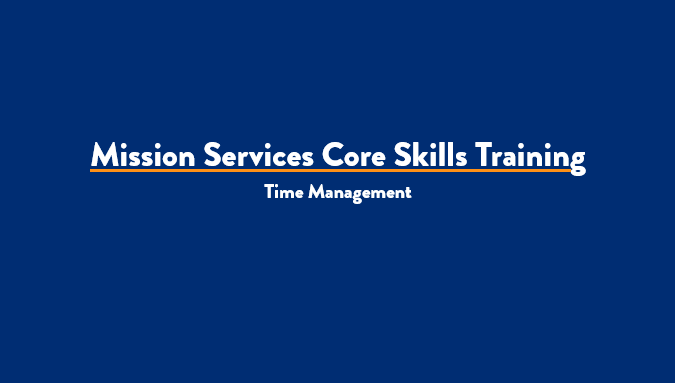 Mission Services Core Skills Training
Time Management